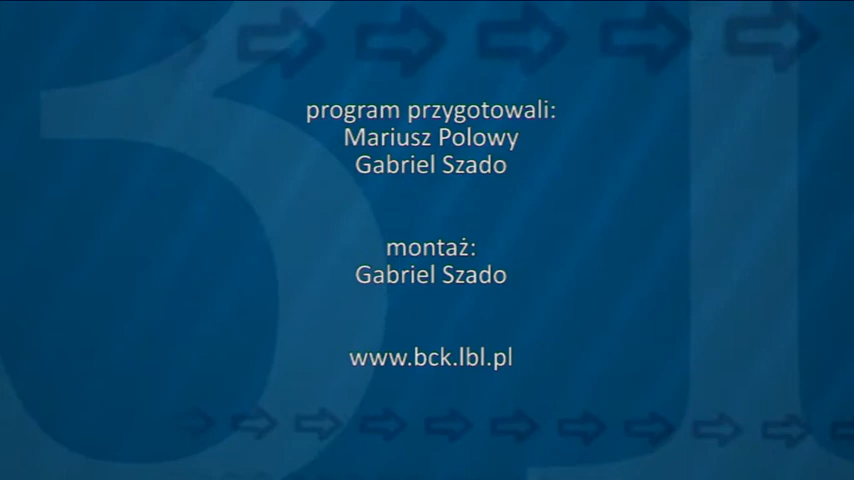 program przygotowali:
Mariusz Polowy
Gabriel Szado
montaż:
Gabriel Szado
www.bck.lbl.pl